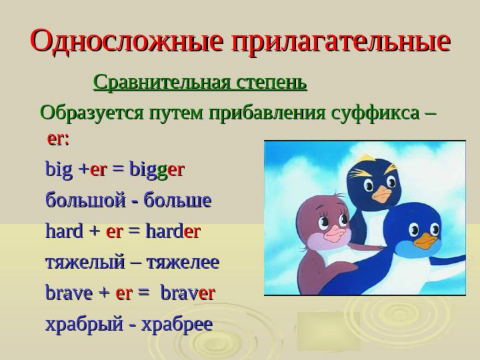 Односложные прилагательные
Сравнительная степень
Образуется путем прибавления суффикса –
er:
big +er = bigger
большой - больше
hard + er = harder
тяжелый – тяжелее
brave + er =  braver
храбрый - храбрее